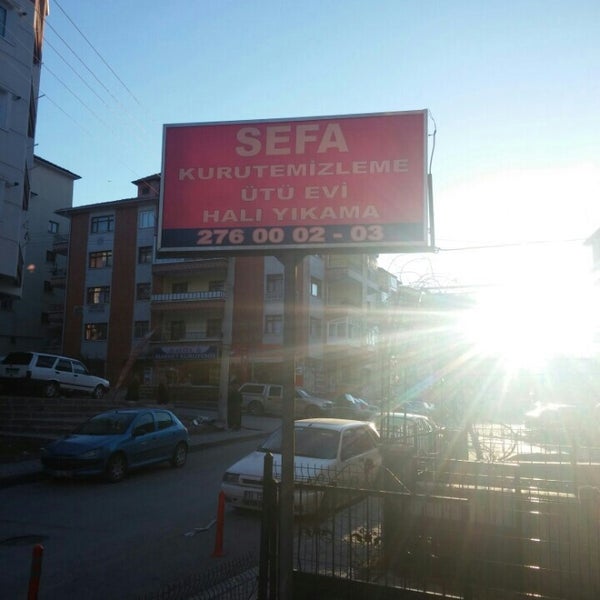 SEFA
KURUTEMİZLEME
ÜTÜ EVİ
HALI YIKAMA
276 00 02 - 03